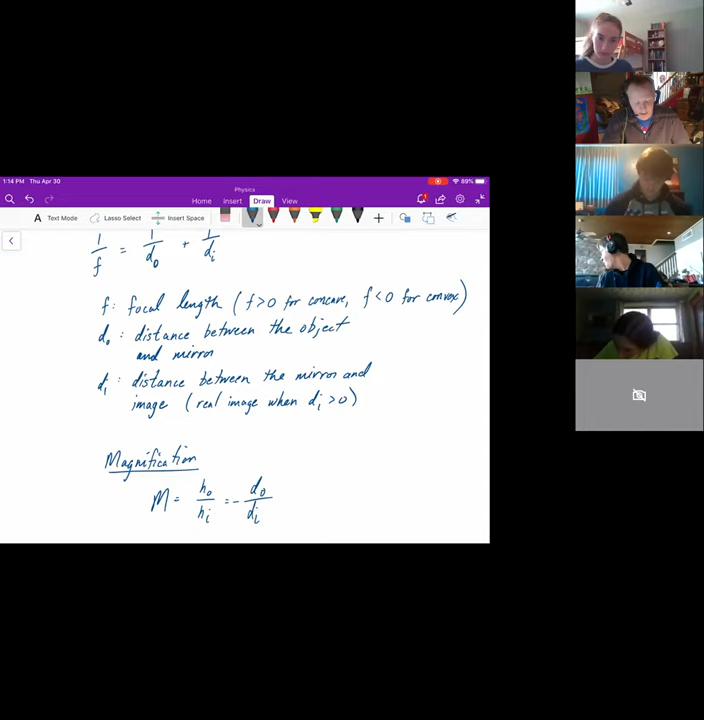 1:14 PM Thu Apr 30
89%
Physics
Home Insert Draw View
Text Mode Lasso Select Insert Space
1/f = 1/d₀ + 1/dᵢ
f: focal length (f>0 for concave, f<0 for convex)
d₀: distance between the object
and mirror
dᵢ: distance between the mirror and
image (real image when dᵢ>0)
Magnification
M = h₀/hᵢ = - d₀/dᵢ